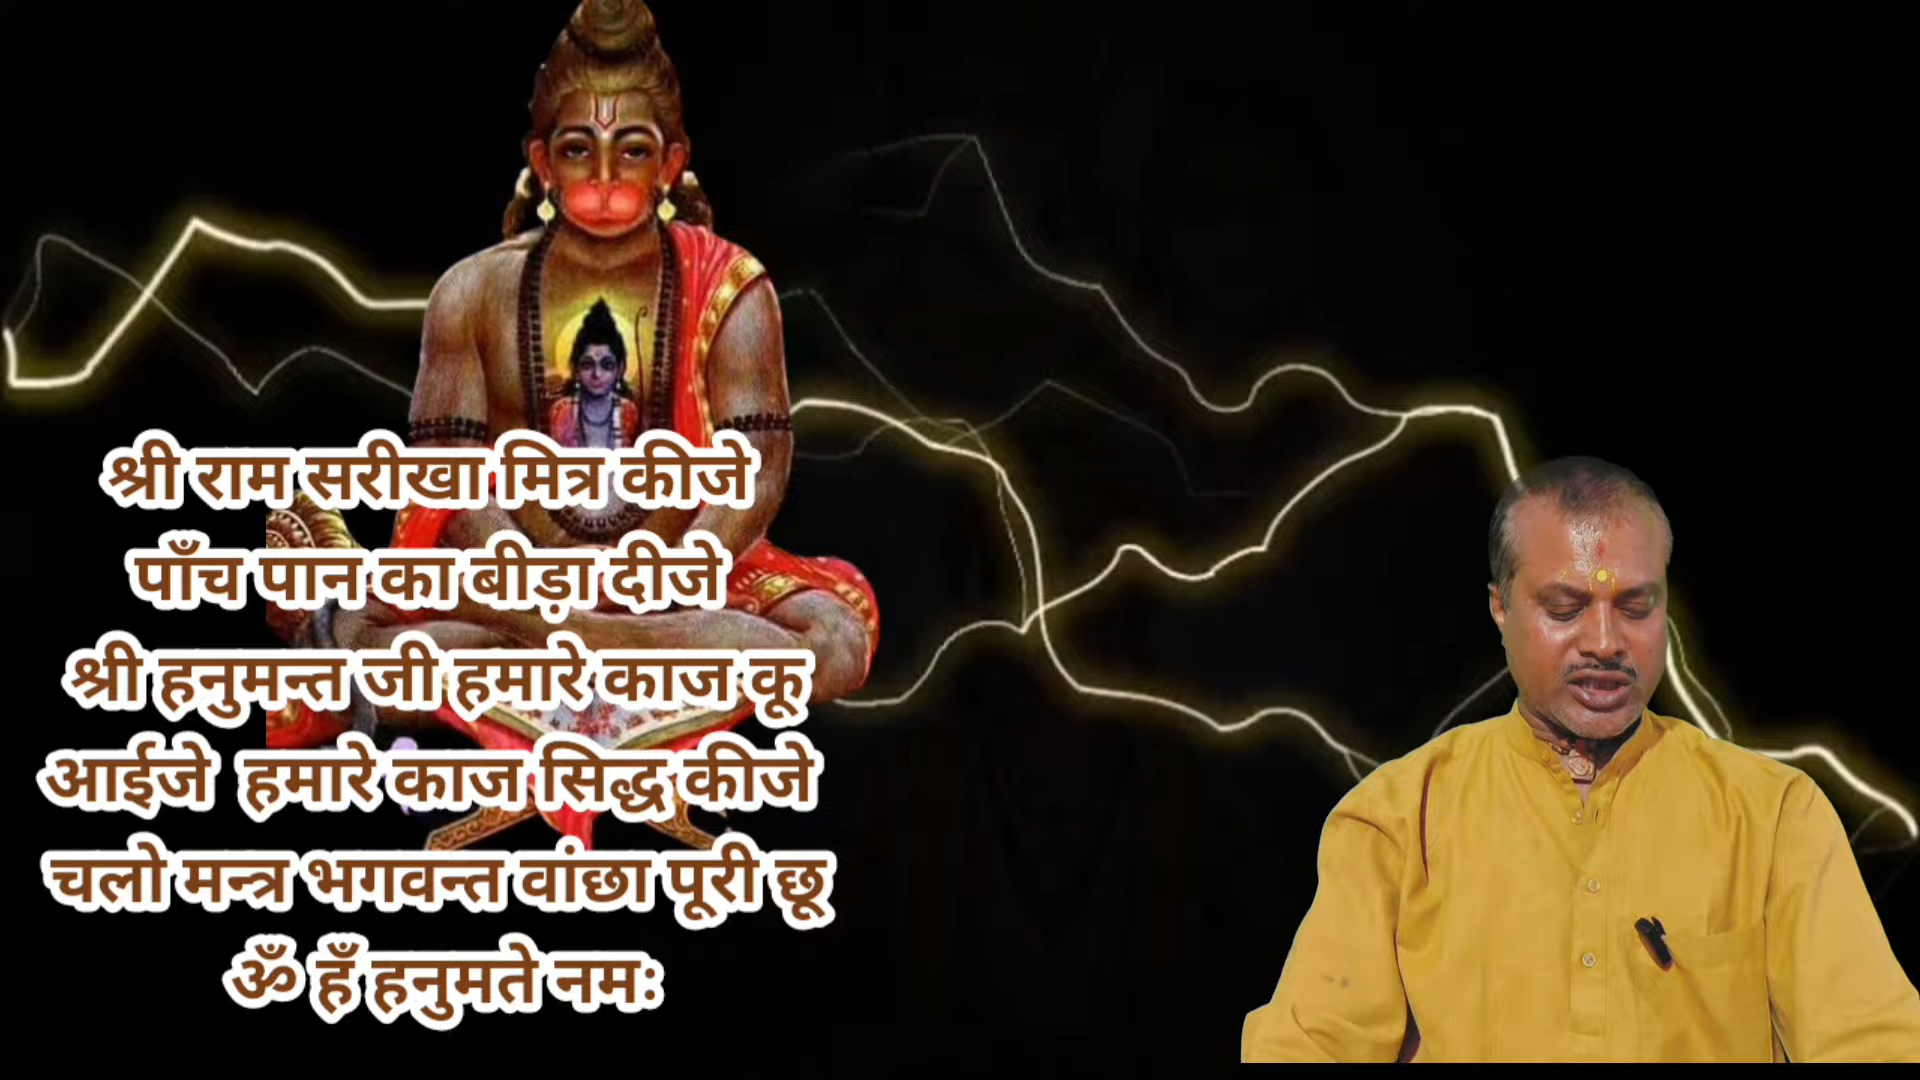 श्री राम सरीखा मित्र कीजे
पाँच पान का बीड़ा दीजे
श्री हनुमन्त जी हमारे काज कू
आईजे हमारे काज सिद्ध कीजे
चलो मन्त्र भगवन्त वांछा पूरी छू
ॐ हँ हनुमते नमः